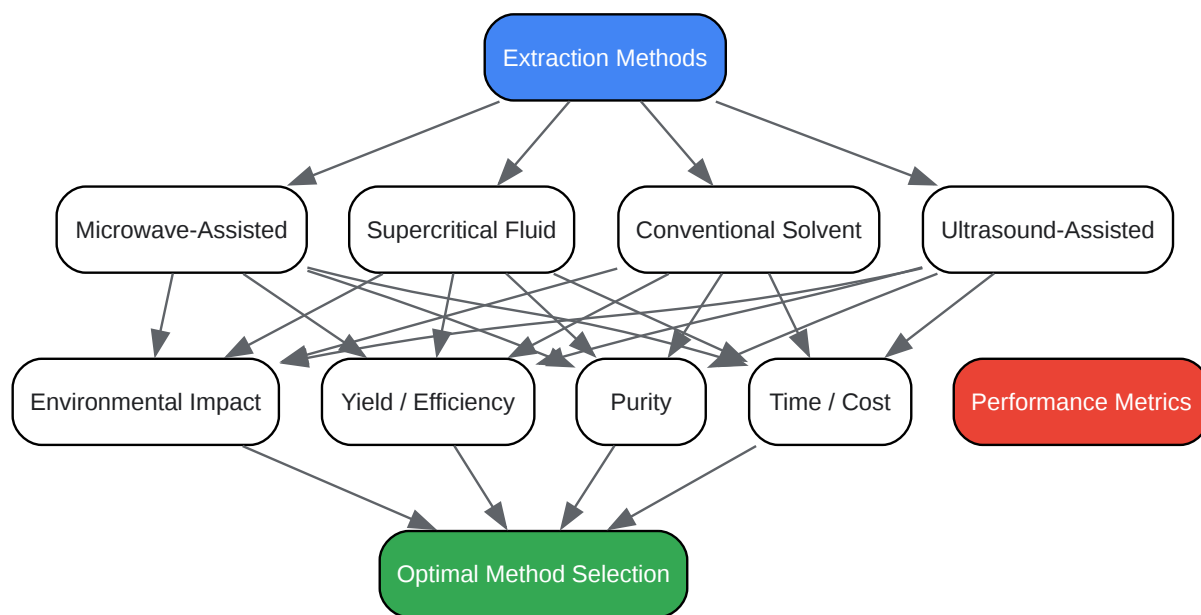 Extraction Methods
Microwave-Assisted
Supercritical Fluid
Conventional Solvent
Ultrasound-Assisted
Environmental Impact
Yield / Efficiency
Purity
Time / Cost
Performance Metrics
Optimal Method Selection